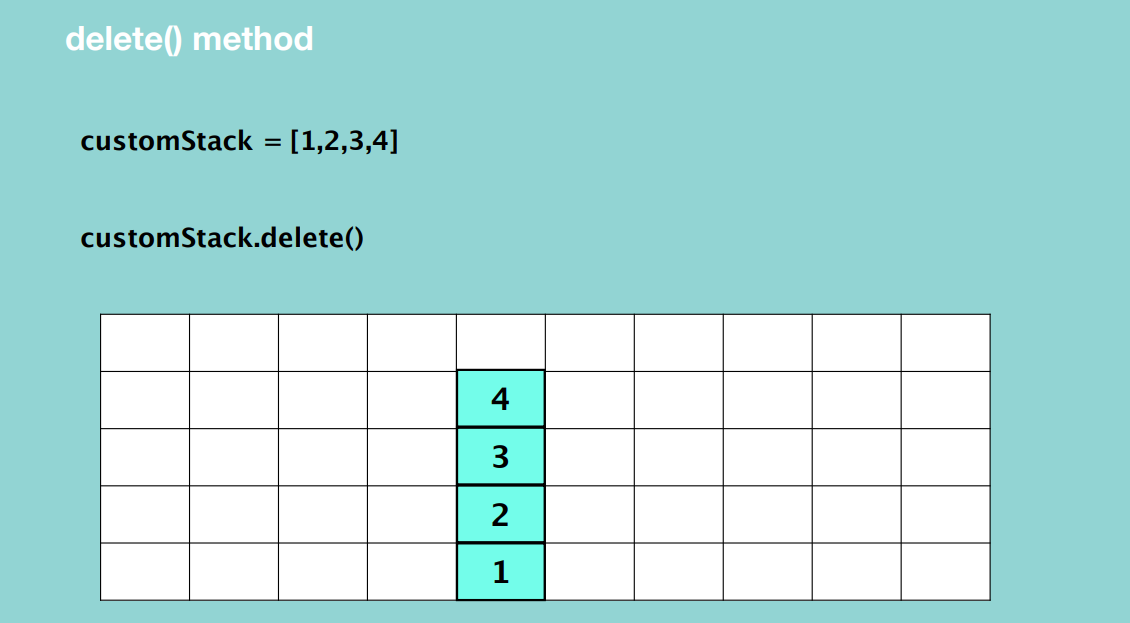 delete() method
customStack = [1,2,3,4]
customStack.delete()
4
3
2
1